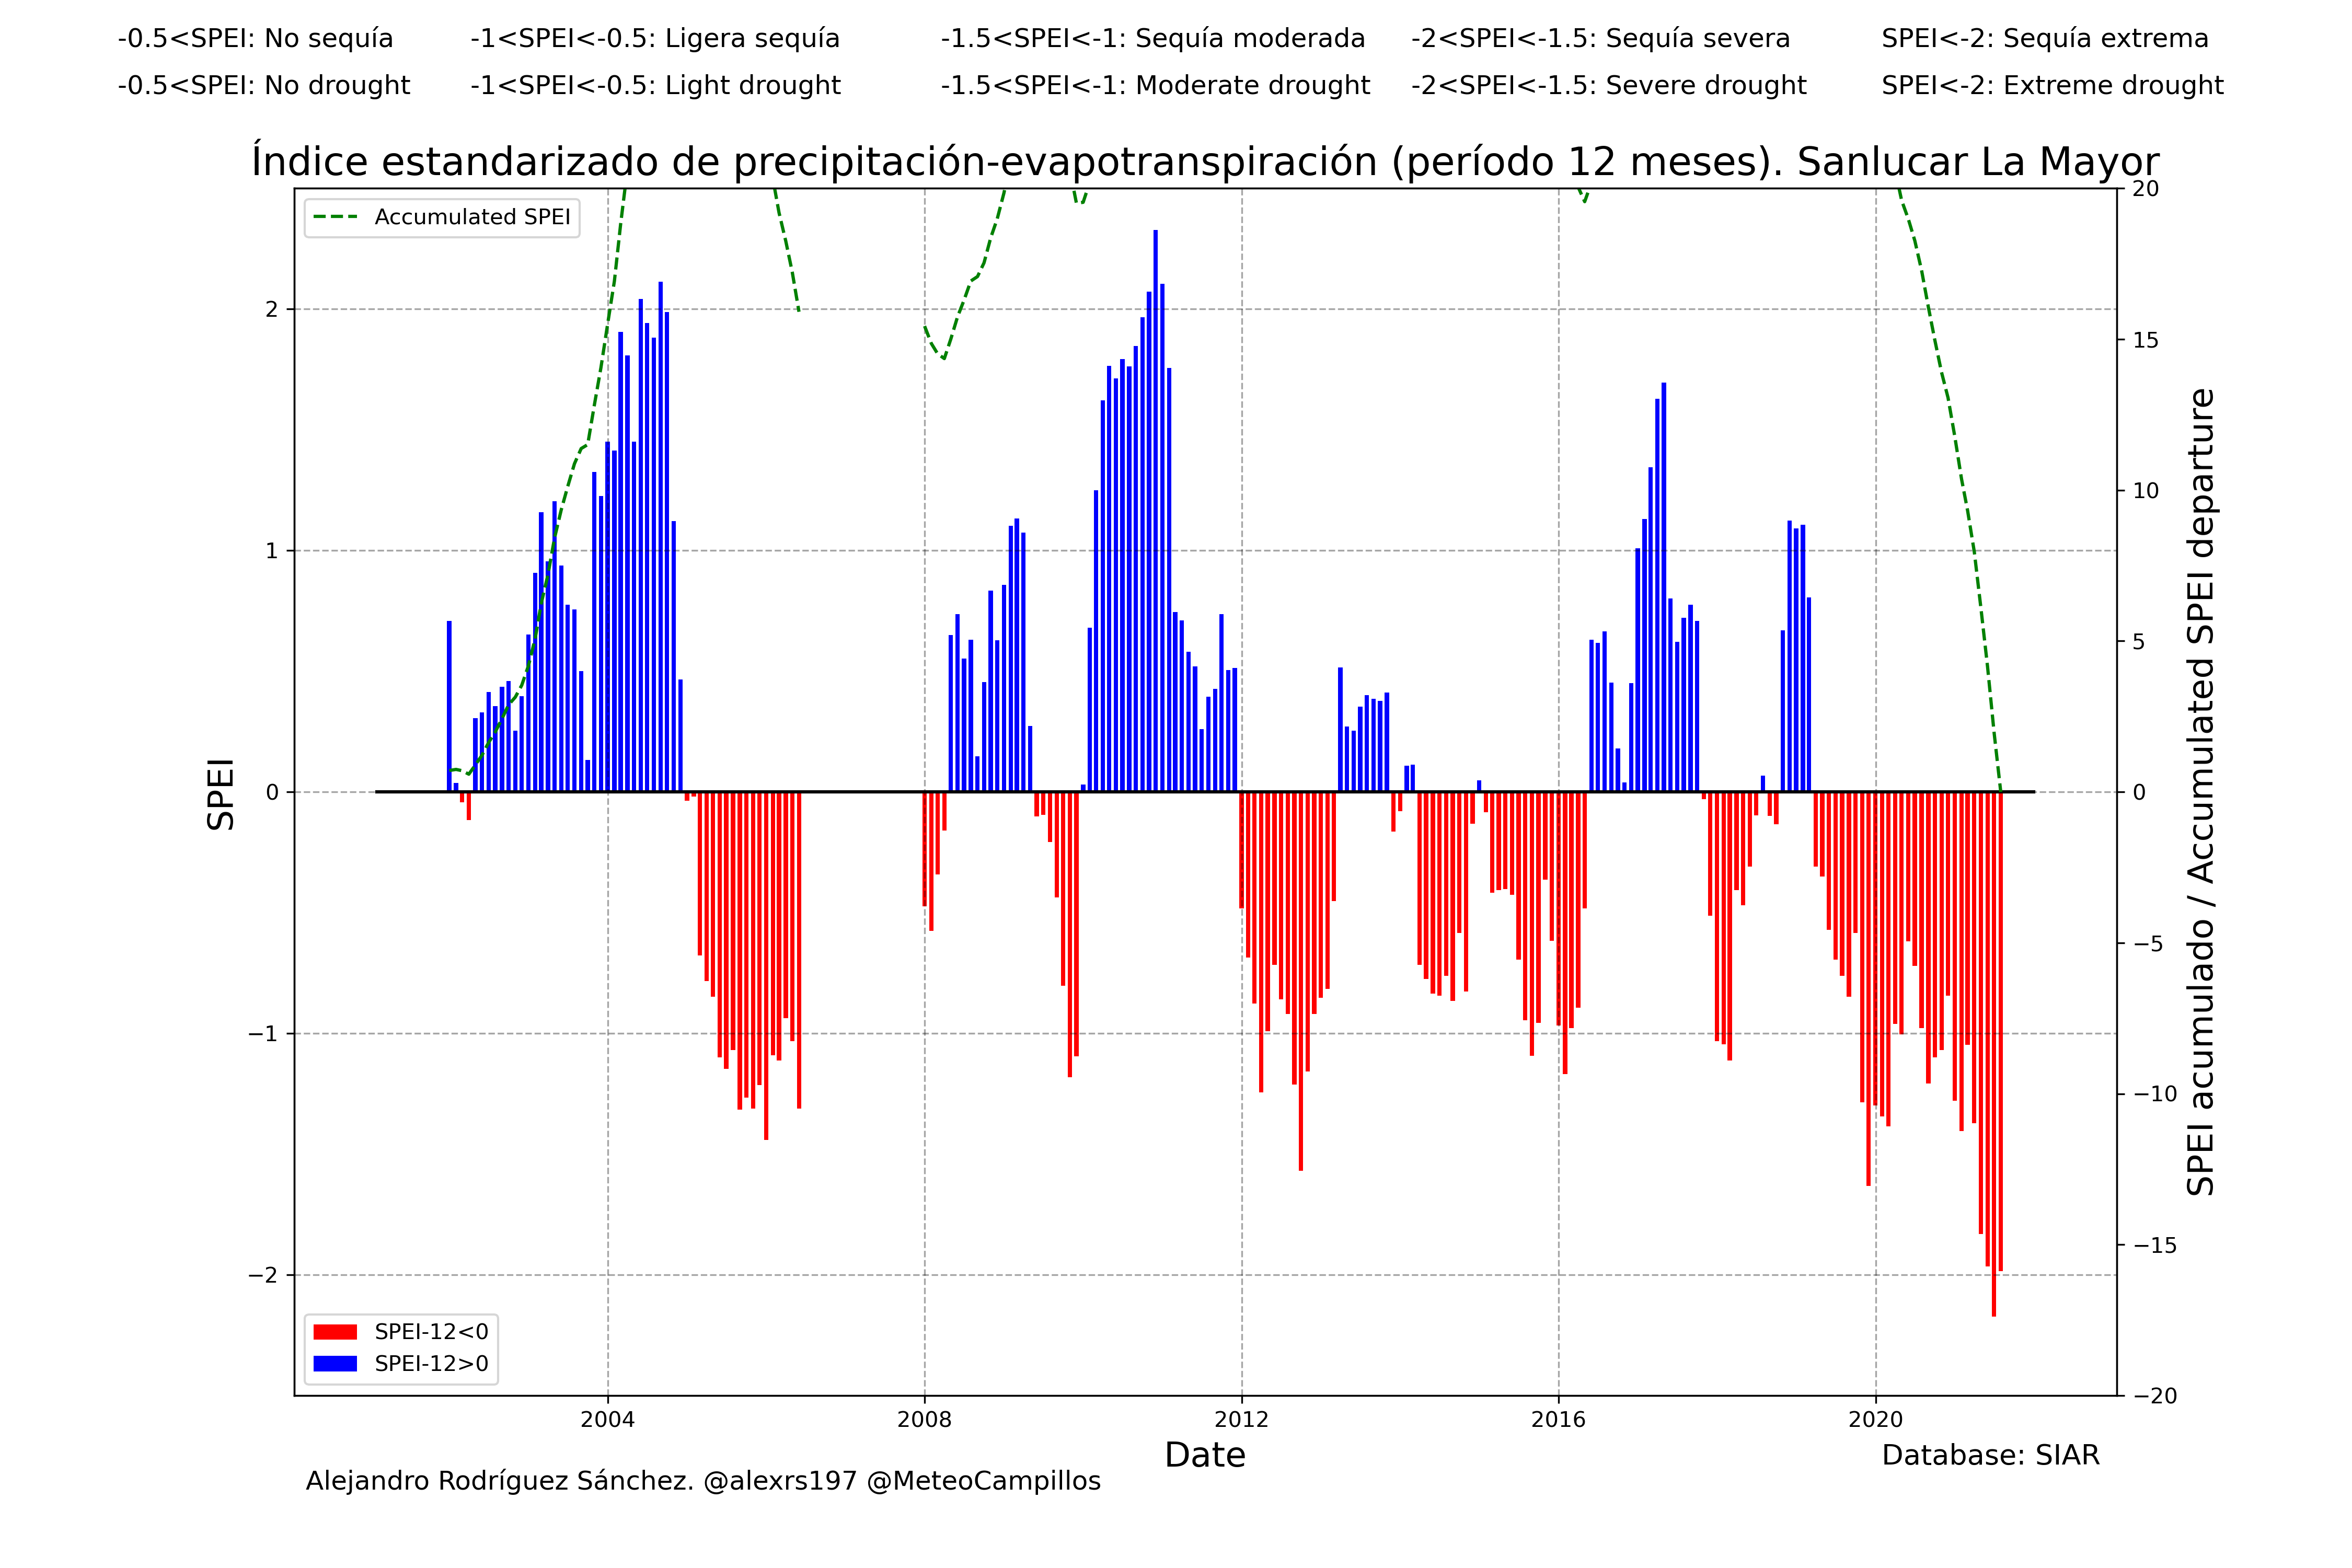 -0.5<SPEI: No sequía -1<SPEI<-0.5: Ligera sequía -1.5<SPEI<-1: Sequía moderada -2<SPEI<-1.5: Sequía severa SPEI<-2: Sequía extrema
-0.5<SPEI: No drought -1<SPEI<-0.5: Light drought -1.5<SPEI<-1: Moderate drought -2<SPEI<-1.5: Severe drought SPEI<-2: Extreme drought
Índice estandarizado de precipitación-evapotranspiración (período 12 meses). Sanlucar La Mayor
Accumulated SPEI
SPEI
2
1
0
−1
−2
20
15
10
5
0
−5
−10
−15
−20
SPEI acumulado / Accumulated SPEI departure
SPEI-12<0
SPEI-12>0
2004 2008 2012 2016 2020
Date
Database: SIAR
Alejandro Rodríguez Sánchez. @alexrs197 @MeteoCampillos